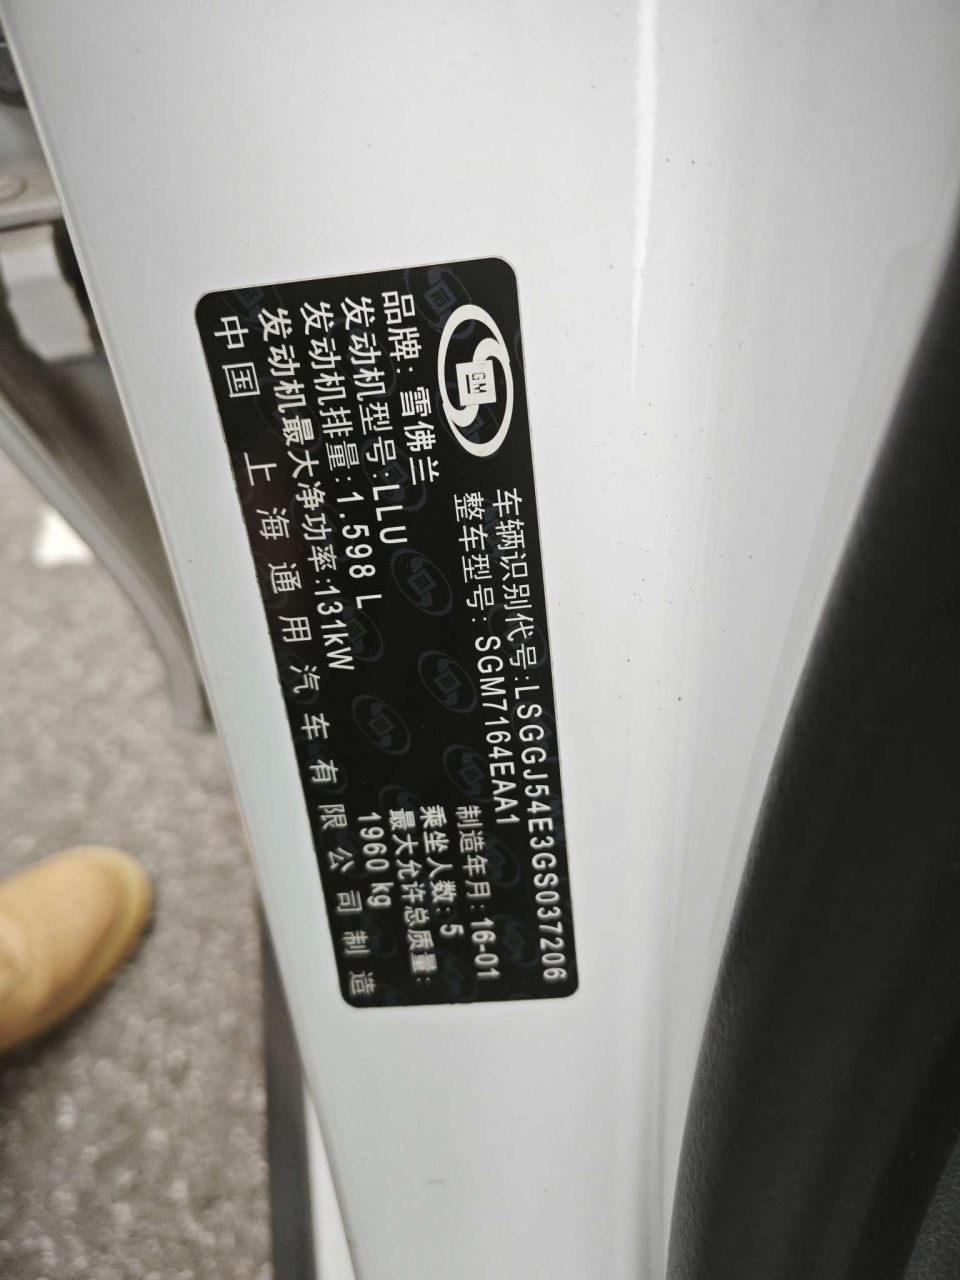 GM
车辆识别代号:LSGGJ54E3GS037206
整车型号: SGM7164EAA1
品牌: 雪佛兰
制造年月: 16-01
发动机型号:LLU
乘坐人数: 5
发动机排量:1.598 L
最大允许总质量:
1960 kg
发动机最大净功率:131kW
中国 上海通用汽车有限公司制造